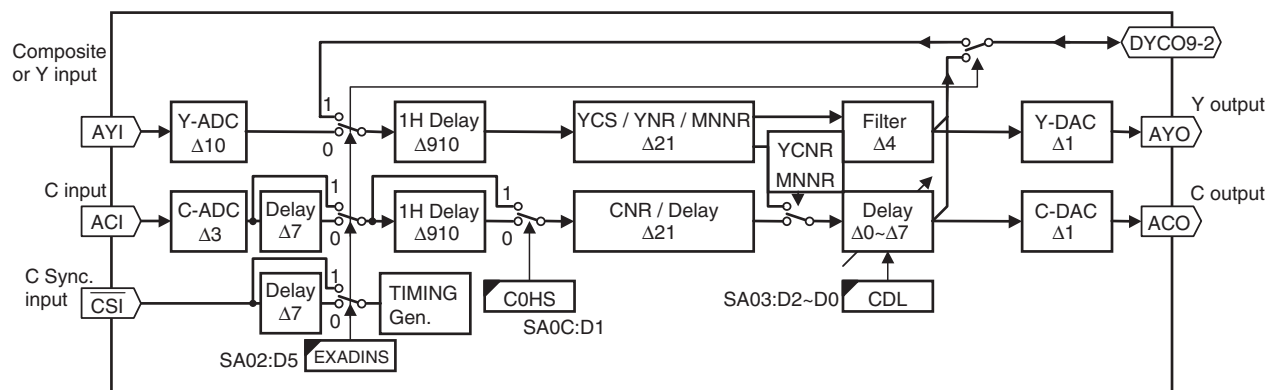 Composite
or Y input
DYCO9-2
1
Y output
AYI
Y-ADC
Δ10
0
1H Delay
Δ910
YCS / YNR / MNNR
Δ21
YCNR
MNNR
Filter
Δ4
Y-DAC
Δ1
AYO
C input
C output
ACI
C-ADC
Δ3
Delay
Δ7
1
0
1H Delay
Δ910
1
0
CNR / Delay
Δ21
Delay
Δ0~Δ7
C-DAC
Δ1
ACO
C Sync.
input
CSI
Delay
Δ7
1
0
TIMING
Gen.
C0HS
SA0C:D1
SA03:D2~D0
CDL
SA02:D5
EXADINS